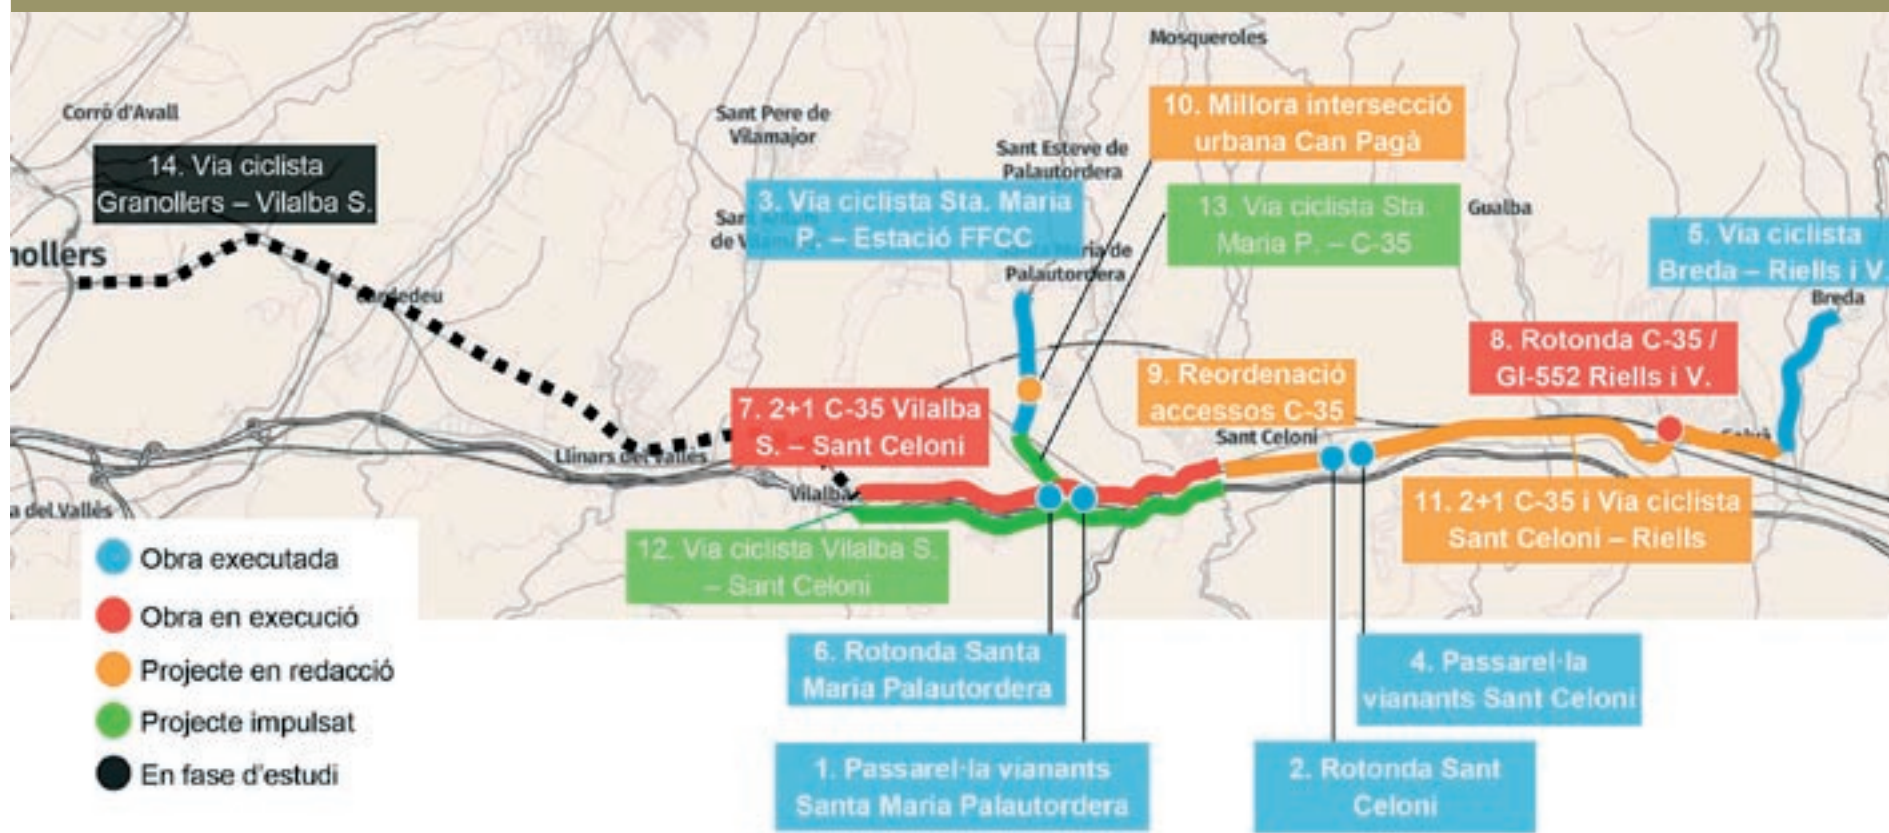 Mosqueroles
Corró d'Avall
Sant Pere de
Vilamajor
10. Millora intersecció
urbana Can Pagà
Sant Esteve de
Palautordera
14. Via ciclista
Granollers – Vilalba S.
3. Via ciclista Sta. Maria
P. – Estació FFCC
13. Via ciclista Sta
Maria P. – C-35
Gualba
5. Via ciclista
Breda – Riells i V.
nollers
de
Palautordera
Breda
Cardedeu
8. Rotonda C-35 /
GI-552 Riells i V.
9. Reordenació
accessos C-35
7. 2+1 C-35 Vilalba
S. – Sant Celoni
Sant Celoni
Llinars del Vallès
Vilalba
a del Vallès
11. 2+1 C-35 i Via ciclista
Sant Celoni – Riells
12. Via ciclista Vilalba S.
– Sant Celoni
Obra executada
Obra en execució
Projecte en redacció
Projecte impulsat
En fase d'estudi
6. Rotonda Santa
Maria Palautordera
4. Passarel·la
vianants Sant Celoni
1. Passarel·la vianants
Santa Maria Palautordera
2. Rotonda Sant
Celoni